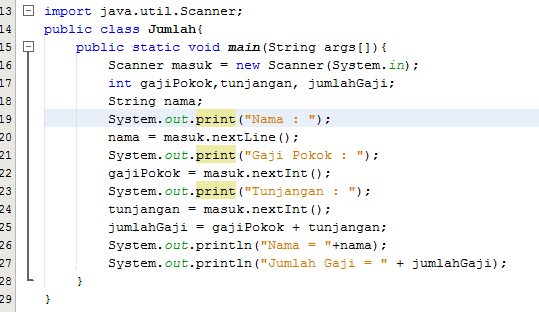 13 import java.util.Scanner;
14 public class Jumlah{
15 public static void main(String args[]){
16 Scanner masuk = new Scanner(System.in);
17 int gajiPokok,tunjangan, jumlahGaji;
18 String nama;
19 System.out.print("Nama : ");
20 nama = masuk.nextLine();
21 System.out.print("Gaji Pokok : ");
22 gajiPokok = masuk.nextInt();
23 System.out.print("Tunjangan : ");
24 tunjangan = masuk.nextInt();
25 jumlahGaji = gajiPokok + tunjangan;
26 System.out.println("Nama = "+nama);
27 System.out.println("Jumlah Gaji = " + jumlahGaji);
28 }
29 }